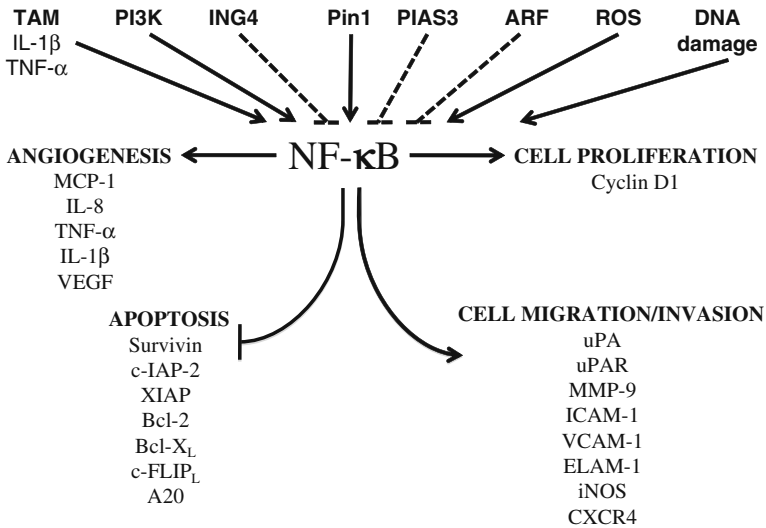 TAM PI3K ING4 Pin1 PIAS3 ARF ROS DNA
IL-1β damage
TNF-α
NF-κB
ANGIOGENESIS
MCP-1
IL-8
TNF-α
IL-1β
VEGF
CELL PROLIFERATION
Cyclin D1
APOPTOSIS
Survivin
c-IAP-2
XIAP
Bcl-2
Bcl-XL
c-FLIPL
A20
CELL MIGRATION/INVASION
uPA
uPAR
MMP-9
ICAM-1
VCAM-1
ELAM-1
iNOS
CXCR4